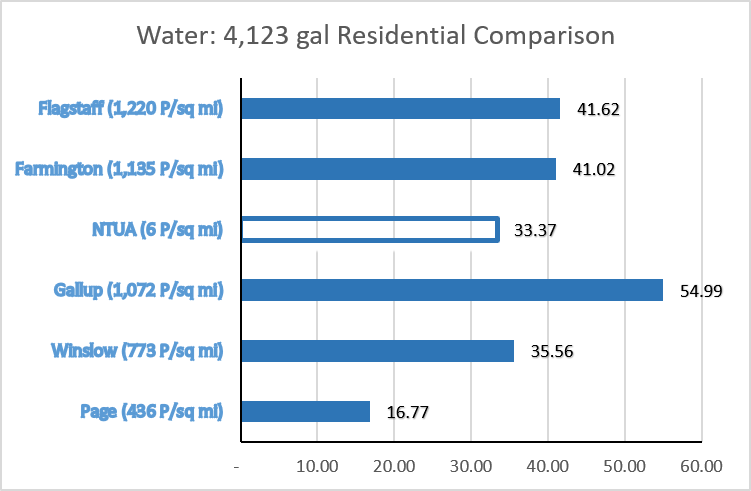 Water: 4,123 gal Residential Comparison
Flagstaff (1,220 P/sq mi) 41.62
Farmington (1,135 P/sq mi) 41.02
NTUA (6 P/sq mi) 33.37
Gallup (1,072 P/sq mi) 54.99
Winslow (773 P/sq mi) 35.56
Page (436 P/sq mi) 16.77
- 10.00 20.00 30.00 40.00 50.00 60.00